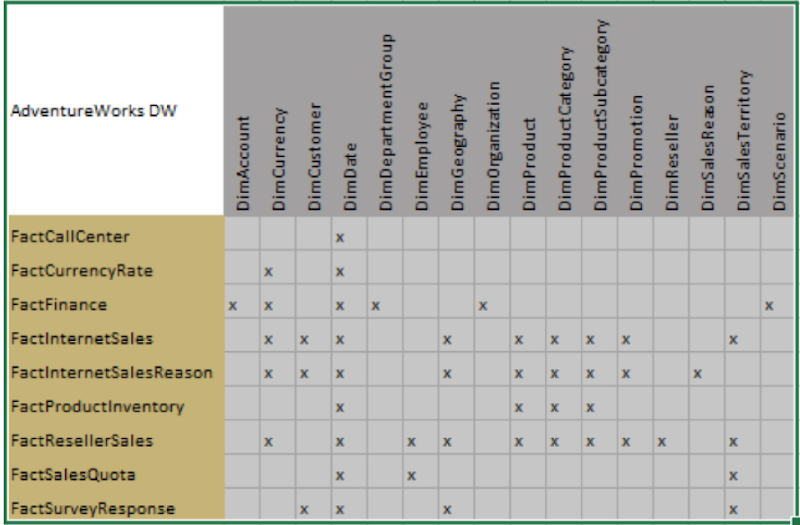 AdventureWorks DW
DimAccount
DimCurrency
DimCustomer
DimDate
DimDepartmentGroup
DimEmployee
DimGeography
DimOrganization
DimProduct
DimProductCategory
DimProductSubcategory
DimPromotion
DimReseller
DimSalesReason
DimSalesTerritory
DimScenario
FactCallCenter x
FactCurrencyRate x x
FactFinance x x x x x x
FactInternetSales x x x x x x x x x
FactInternetSalesReason x x x x x x x x x
FactProductInventory x x x x
FactResellerSales x x x x x x x x x x
FactSalesQuota x x x
FactSurveyResponse x x x x